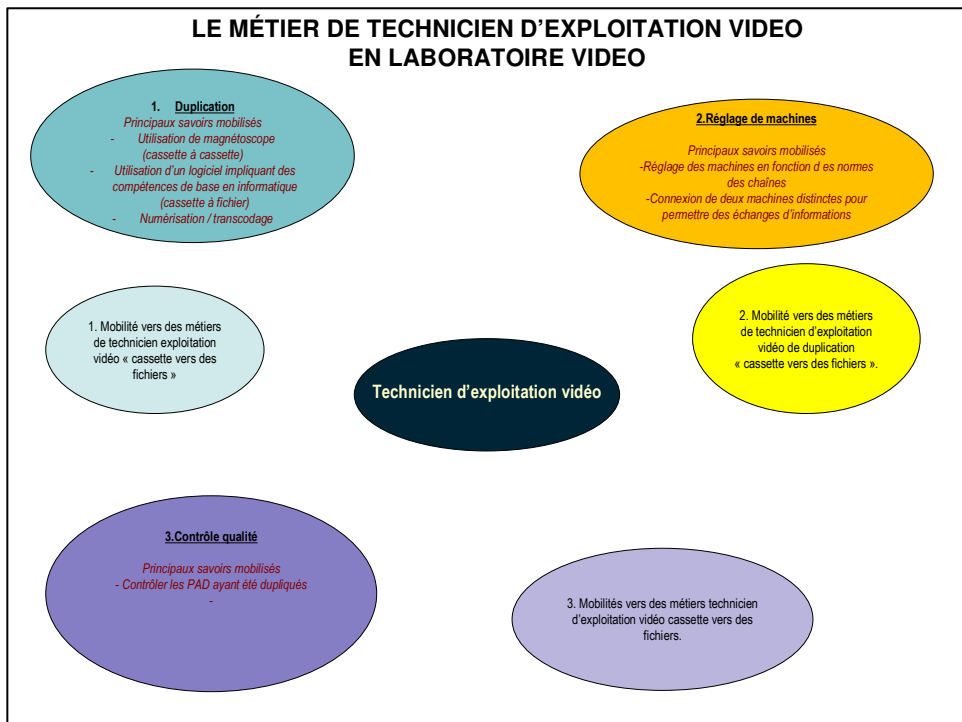 LE MÉTIER DE TECHNICIEN D'EXPLOITATION VIDEO
EN LABORATOIRE VIDEO
1. Duplication
Principaux savoirs mobilisés
- Utilisation de magnétoscope
(cassette à cassette)
- Utilisation d'un logiciel impliquant des
compétences de base en informatique
(cassette à fichier)
- Numérisation / transcodage
2.Réglage de machines
Principaux savoirs mobilisés
-Réglage des machines en fonction d es normes
des chaînes
-Connexion de deux machines distinctes pour
permettre des échanges d'informations
1. Mobilité vers des métiers
de technicien exploitation
vidéo « cassette vers des
fichiers »
2. Mobilité vers des métiers
de technicien d'exploitation
vidéo de duplication
« cassette vers des fichiers ».
Technicien d'exploitation vidéo
3.Contrôle qualité
Principaux savoirs mobilisés
- Contrôler les PAD ayant été dupliqués
-
3. Mobilités vers des métiers technicien
d'exploitation vidéo cassette vers des
fichiers.